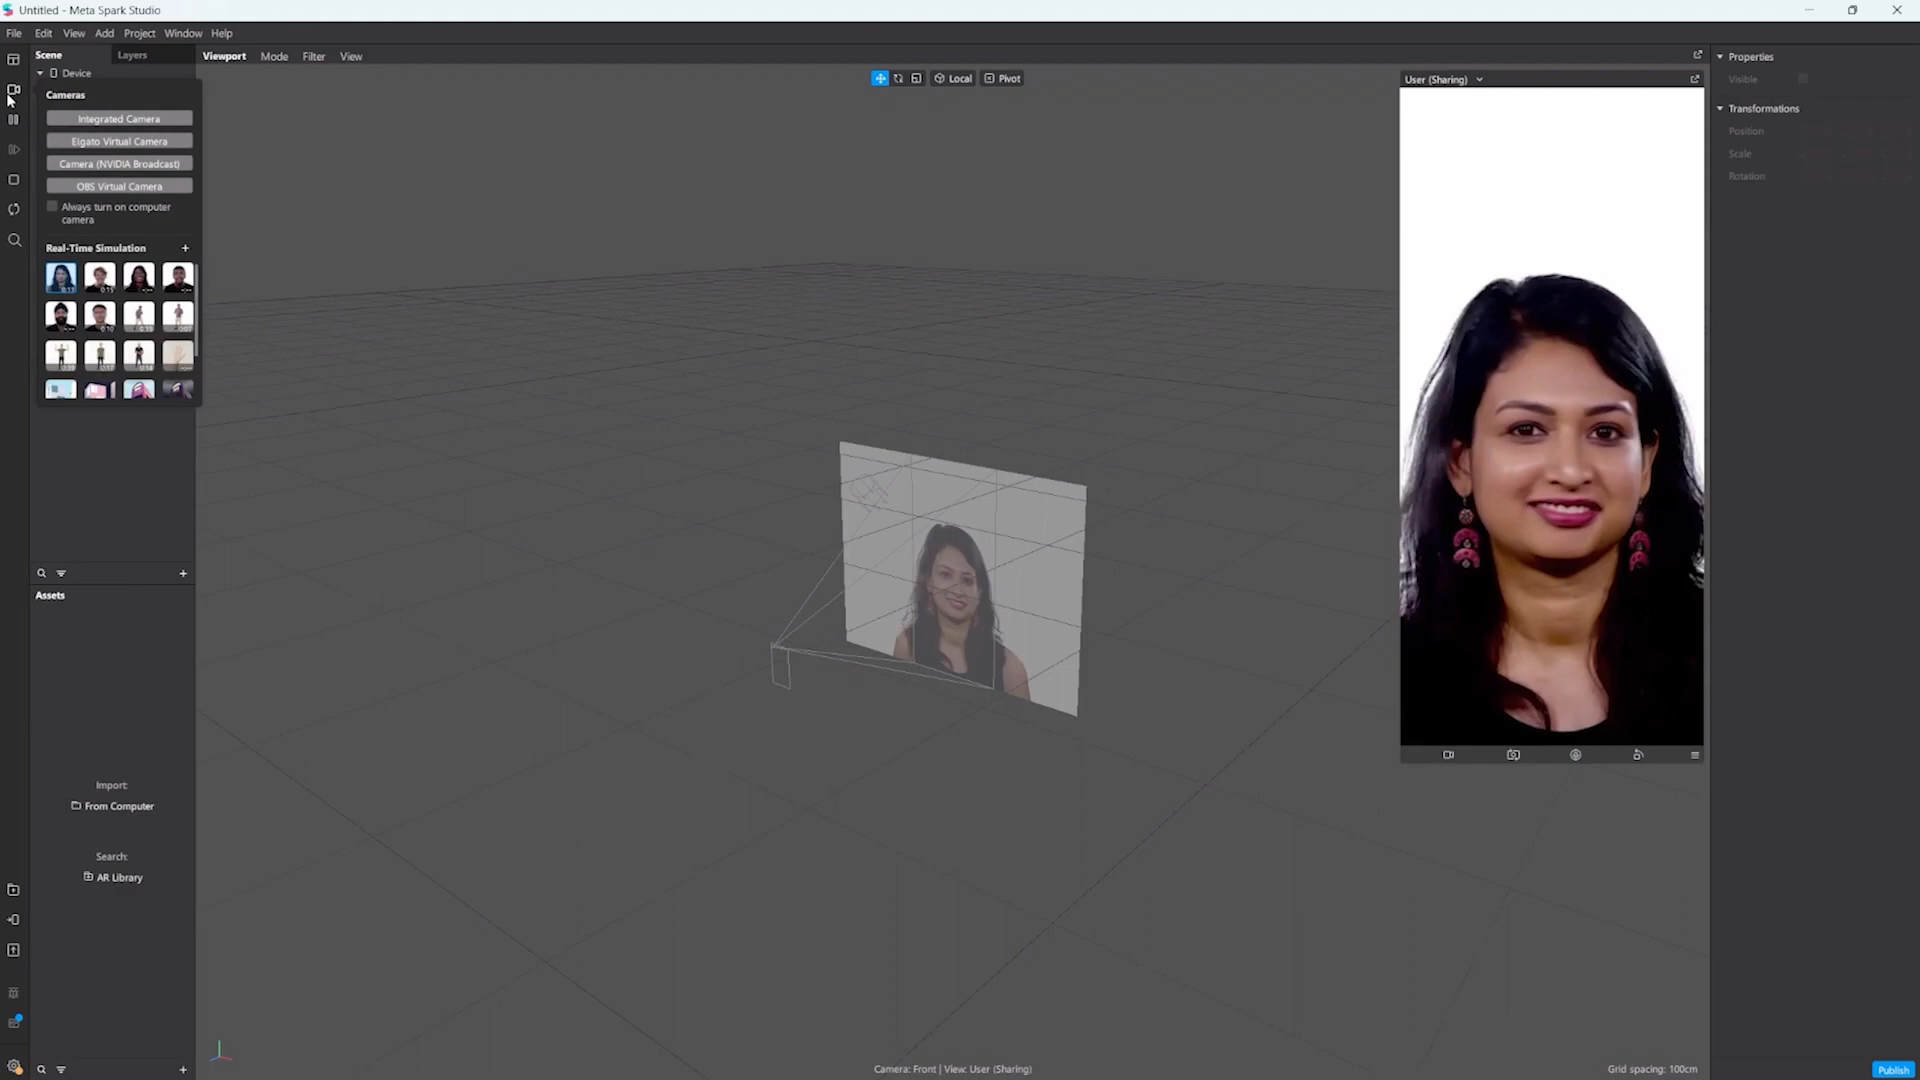 Untitled - Meta Spark Studio
File Edit View Add Project Window Help
Scene Layers
Device
Cameras
Integrated Camera
Elgato Virtual Camera
Camera (NVIDIA Broadcast)
OBS Virtual Camera
Always turn on computer
camera
Real-Time Simulation
Assets
Import:
From Computer
Search:
AR Library
Viewport Mode Filter View
Local Pivot
User (Sharing)
Camera: Front | View: User (Sharing)
Grid spacing: 100cm
Properties
Visible
Transformations
Position
Scale
Rotation
Publish